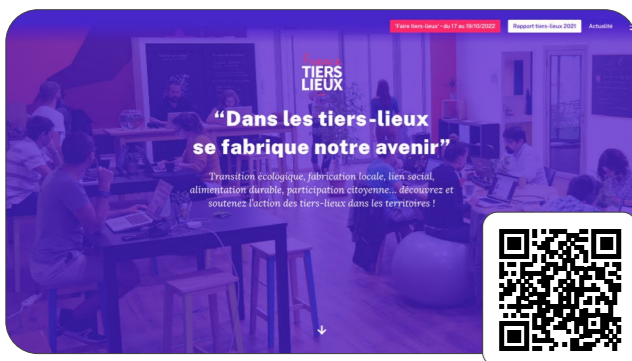 'Faire tiers-lieux' - du 17 au 19/10/2022
Rapport tiers-lieux 2021
Actualité
TIERS
LIEUX
“Dans les tiers-lieux
se fabrique notre avenir”
Transition écologique, fabrication locale, lien social,
alimentation durable, participation citoyenne... découvrez et
soutenez l'action des tiers-lieux dans les territoires !